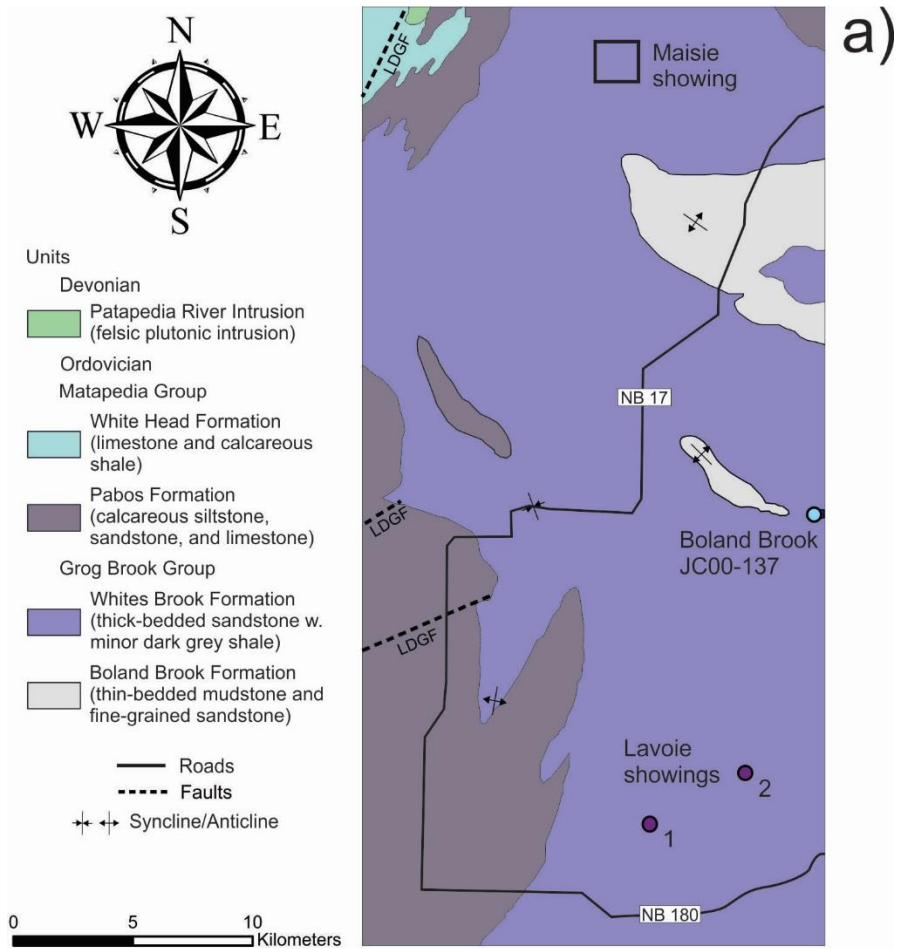 a)
N
W E
S
Units
Devonian
Patapedia River Intrusion
(felsic plutonic intrusion)
Ordovician
Matapedia Group
White Head Formation
(limestone and calcareous
shale)
Pabos Formation
(calcareous siltstone,
sandstone, and limestone)
Grog Brook Group
Whites Brook Formation
(thick-bedded sandstone w.
minor dark grey shale)
Boland Brook Formation
(thin-bedded mudstone and
fine-grained sandstone)
Roads
Faults
Syncline/Anticline
0 5 10
Kilometers
LDGF
Maisie
showing
NB 17
LDGF
Boland Brook
JC00-137
LDGF
Lavoie
showings
2
1
NB 180